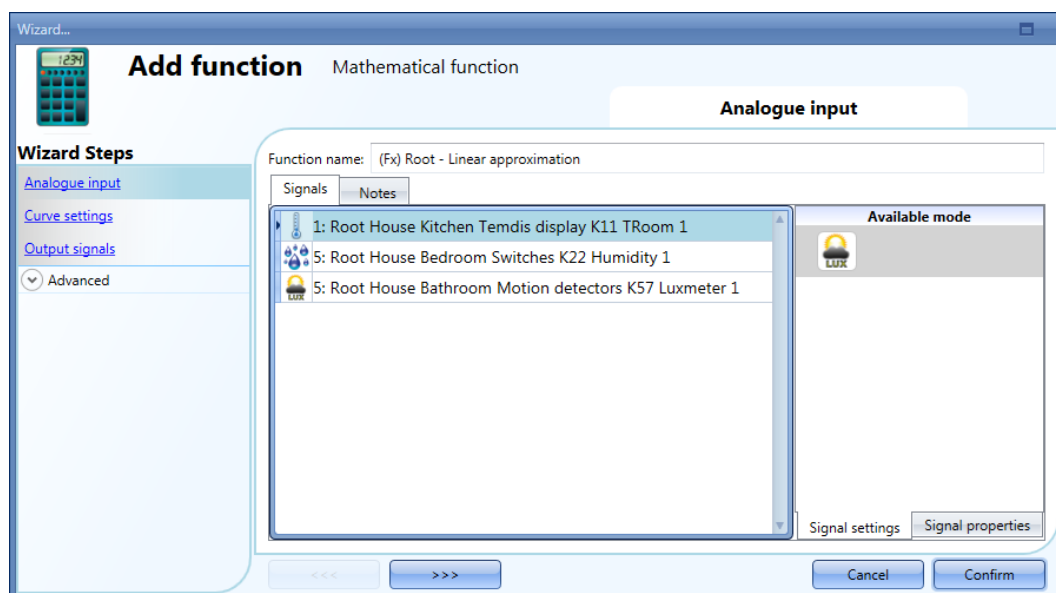 Wizard...
1234
Add function Mathematical function
Analogue input
Wizard Steps
Analogue input
Curve settings
Output signals
Advanced
Function name: (Fx) Root - Linear approximation
Signals Notes
1: Root House Kitchen Temdis display K11 TRoom 1
5: Root House Bedroom Switches K22 Humidity 1
LUX 5: Root House Bathroom Motion detectors K57 Luxmeter 1
Available mode
LUX
Signal settings Signal properties
<<< >>> Cancel Confirm